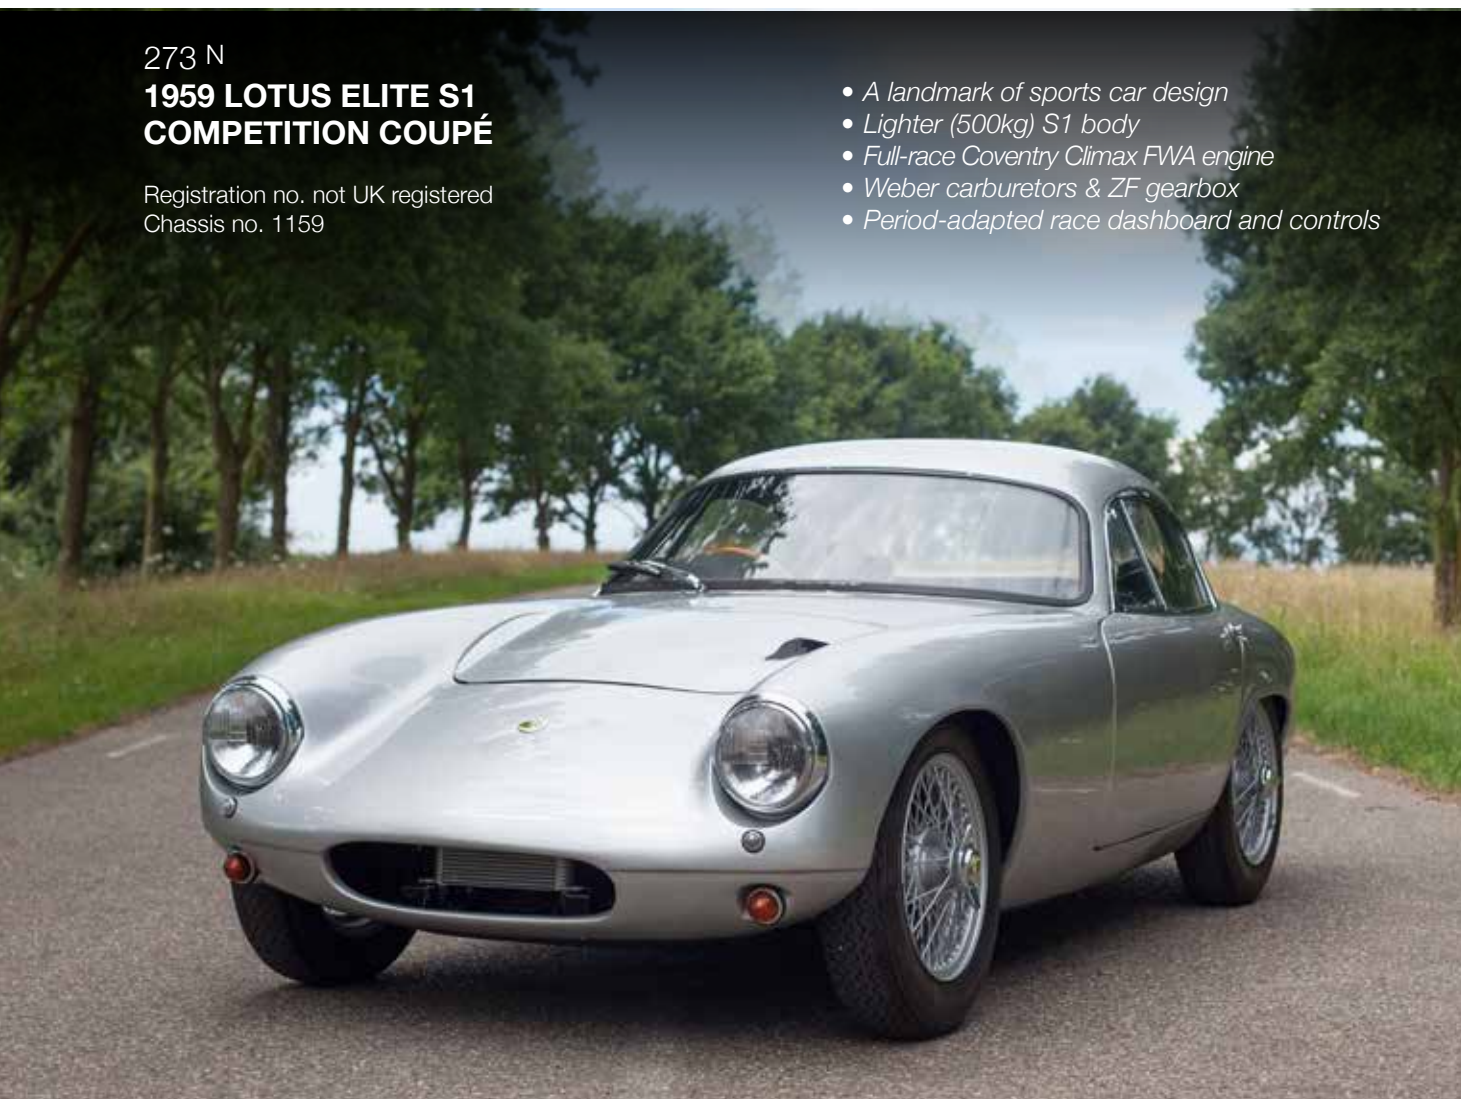 273 N
1959 LOTUS ELITE S1
COMPETITION COUPÉ
Registration no. not UK registered
Chassis no. 1159
• A landmark of sports car design
• Lighter (500kg) S1 body
• Full-race Coventry Climax FWA engine
• Weber carburetors & ZF gearbox
• Period-adapted race dashboard and controls